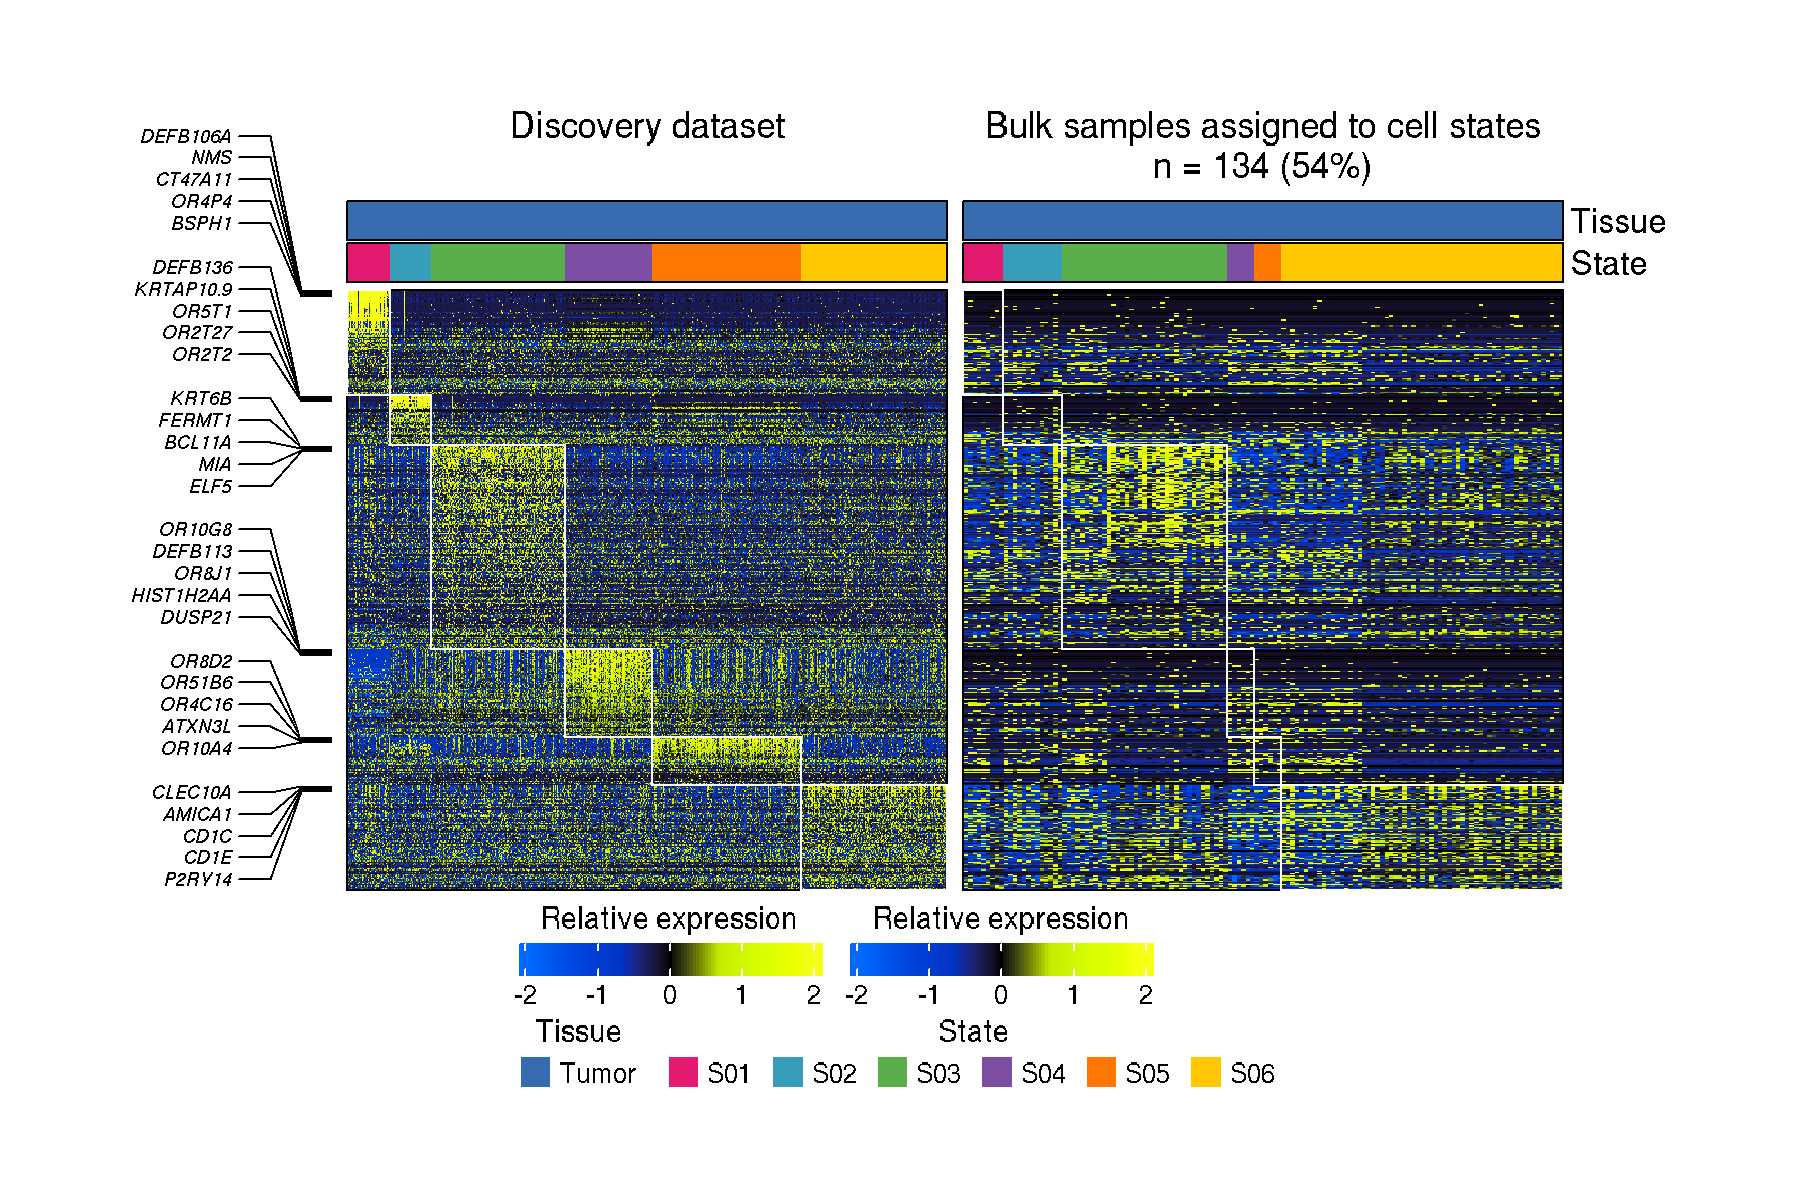 Discovery dataset
Bulk samples assigned to cell states
n = 134 (54%)
Tissue
State
DEFB106A
NMS
CT47A11
OR4P4
BSPH1
DEFB136
KRTAP10.9
OR5T1
OR2T27
OR2T2
KRT6B
FERMT1
BCL11A
MIA
ELF5
OR10G8
DEFB113
OR8J1
HIST1H2AA
DUSP21
OR8D2
OR51B6
OR4C16
ATXN3L
OR10A4
CLEC10A
AMICA1
CD1C
CD1E
P2RY14
Relative expression
-2 -1 0 1 2
Relative expression
-2 -1 0 1 2
Tissue
Tumor
State
S01 S02 S03 S04 S05 S06